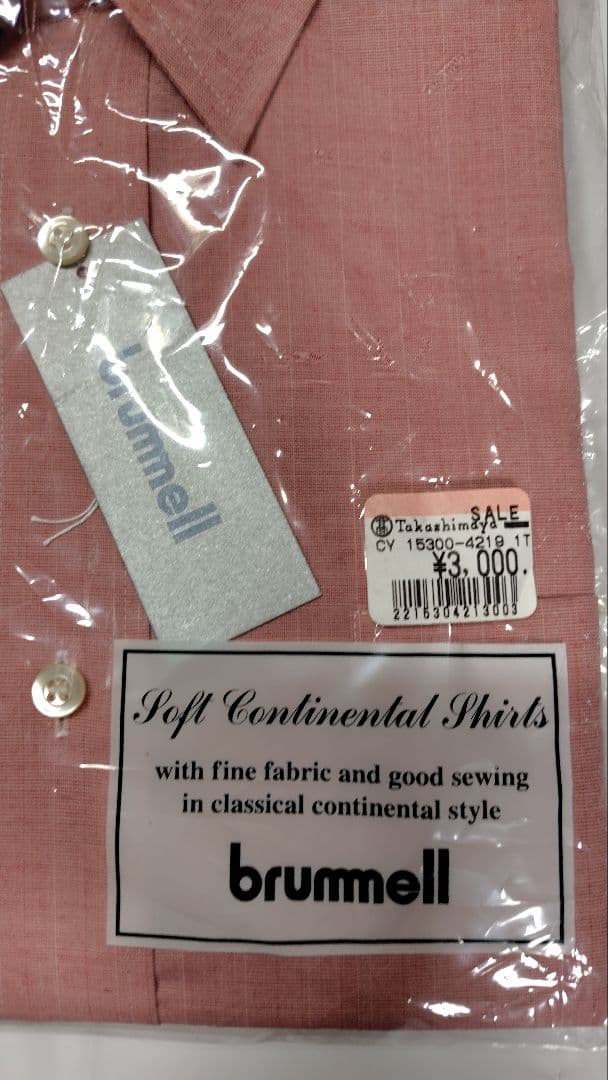 brummell
SALE
Takashimaya
CY 15300-4219 1T
¥3,000.
2215304213003
Soft Continental Shirts
with fine fabric and good sewing
in classical continental style
brummell